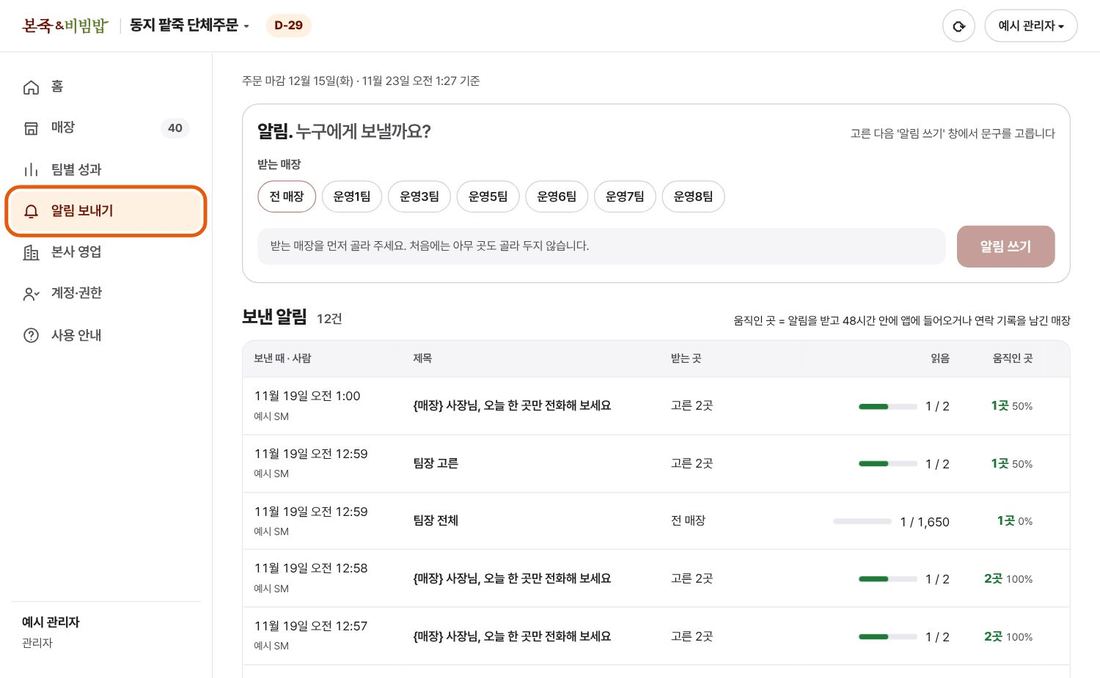 본죽&비빔밥 동지 팥죽 단체주문 D-29 예시 관리자
홈
매장 40
팀별 성과
알림 보내기
본사 영업
계정·권한
사용 안내
예시 관리자
관리자
주문 마감 12월 15일(화) · 11월 23일 오전 1:27 기준
알림. 누구에게 보낼까요? 고른 다음 '알림 쓰기' 창에서 문구를 고릅니다
받는 매장
전 매장 운영1팀 운영3팀 운영5팀 운영6팀 운영7팀 운영8팀
받는 매장을 먼저 골라 주세요. 처음에는 아무 곳도 골라 두지 않습니다. 알림 쓰기
보낸 알림 12건 움직인 곳 = 알림을 받고 48시간 안에 앱에 들어오거나 연락 기록을 남긴 매장
보낸 때 · 사람 제목 받는 곳 읽음 움직인 곳
11월 19일 오전 1:00
예시 SM
{매장} 사장님, 오늘 한 곳만 전화해 보세요 고른 2곳 1 / 2 1곳 50%
11월 19일 오전 12:59
예시 SM
팀장 고른 고른 2곳 1 / 2 1곳 50%
11월 19일 오전 12:59
예시 SM
팀장 전체 전 매장 1 / 1,650 1곳 0%
11월 19일 오전 12:58
예시 SM
{매장} 사장님, 오늘 한 곳만 전화해 보세요 고른 2곳 1 / 2 2곳 100%
11월 19일 오전 12:57
예시 SM
{매장} 사장님, 오늘 한 곳만 전화해 보세요 고른 2곳 1 / 2 2곳 100%